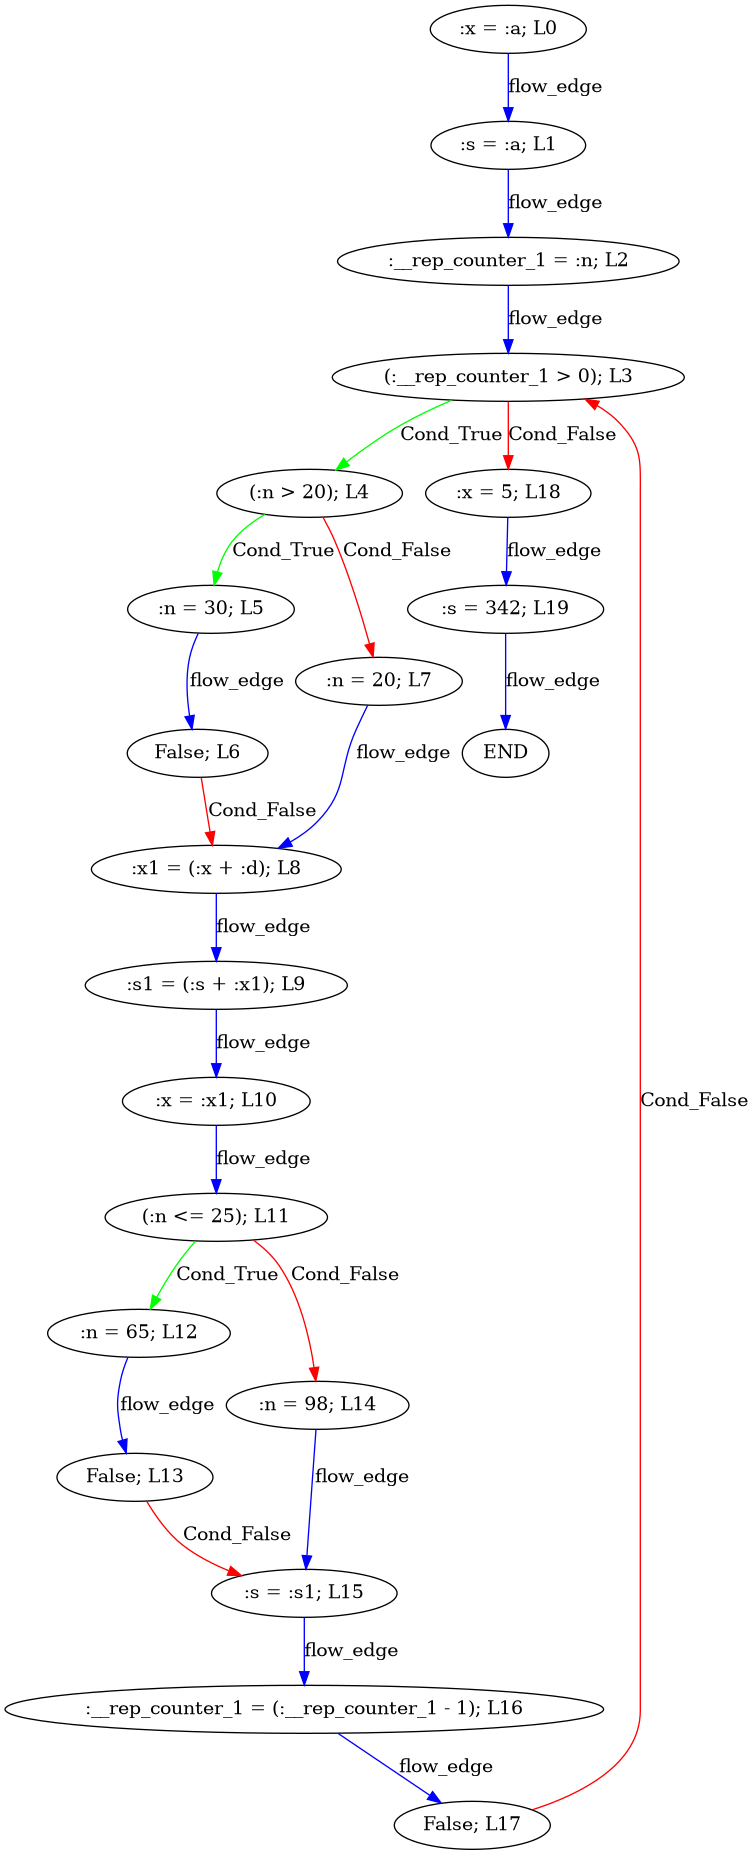 :x = :a; L0
flow_edge
:s = :a; L1
flow_edge
:__rep_counter_1 = :n; L2
flow_edge
(:__rep_counter_1 > 0); L3
Cond_True
Cond_False
(:n > 20); L4
:x = 5; L18
Cond_True
Cond_False
flow_edge
:n = 30; L5
:s = 342; L19
flow_edge
:n = 20; L7
flow_edge
False; L6
flow_edge
END
Cond_False
:x1 = (:x + :d); L8
flow_edge
:s1 = (:s + :x1); L9
flow_edge
Cond_False
:x = :x1; L10
flow_edge
(:n <= 25); L11
Cond_True
Cond_False
:n = 65; L12
flow_edge
:n = 98; L14
False; L13
flow_edge
Cond_False
:s = :s1; L15
flow_edge
:__rep_counter_1 = (:__rep_counter_1 - 1); L16
flow_edge
False; L17